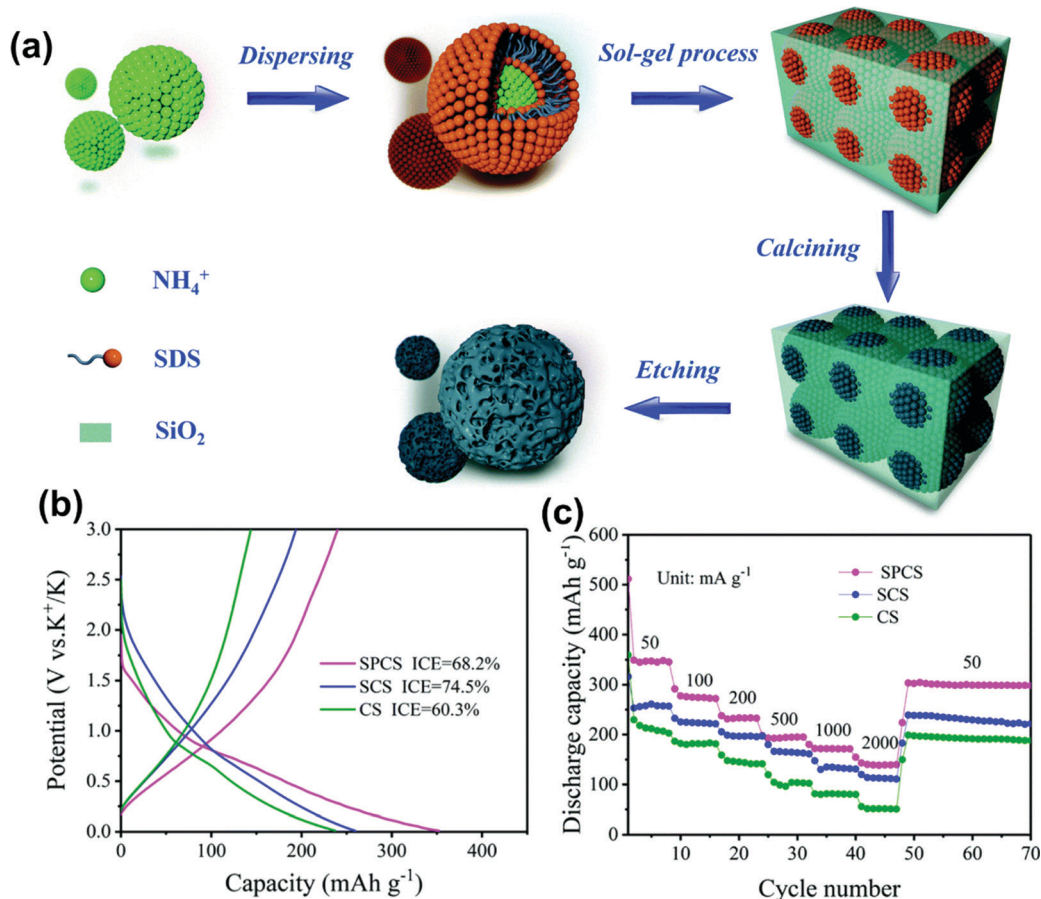 (a)
Dispersing
Sol-gel process
Calcining
NH₄⁺
SDS
SiO₂
Etching
(b)
3.0
2.5
2.0
1.5
1.0
0.5
0.0
Potential (V vs.K⁺/K)
SPCS ICE=68.2%
SCS ICE=74.5%
CS ICE=60.3%
0 100 200 300 400
Capacity (mAh g⁻¹)
(c)
600
500
400
300
200
100
0
Discharge capacity (mAh g⁻¹)
Unit: mA g⁻¹
SPCS
SCS
CS
50
100
200
500
1000
2000
50
10 20 30 40 50 60 70
Cycle number